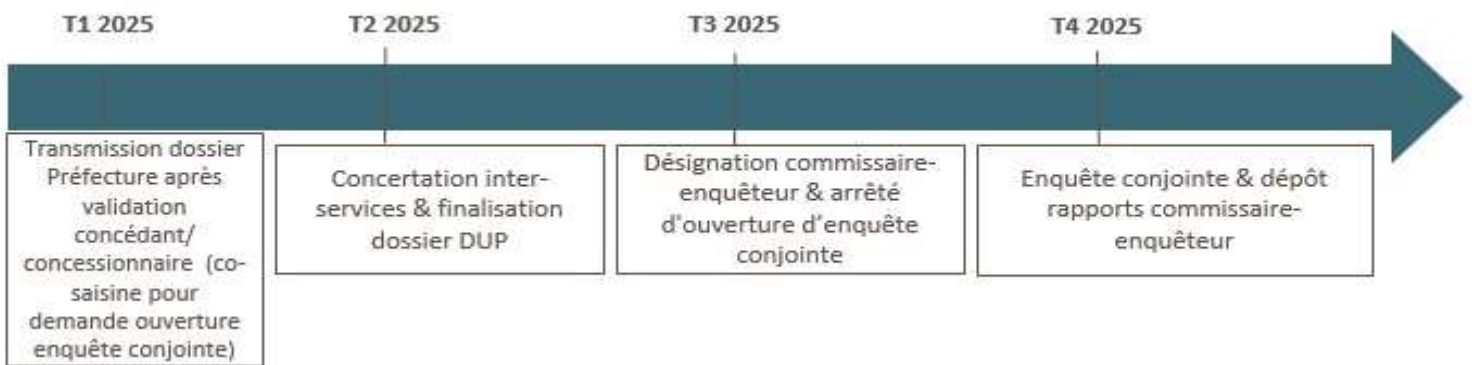 T1 2025
T2 2025
T3 2025
T4 2025
Transmission dossier
Préfecture après
validation
concédant/
concessionnaire (co-
saisine pour
demande ouverture
enquête conjointe)
Concertation inter-
services & finalisation
dossier DUP
Désignation commissaire-
enquêteur & arrêté
d'ouverture d'enquête
conjointe
Enquête conjointe & dépôt
rapports commissaire-
enquêteur